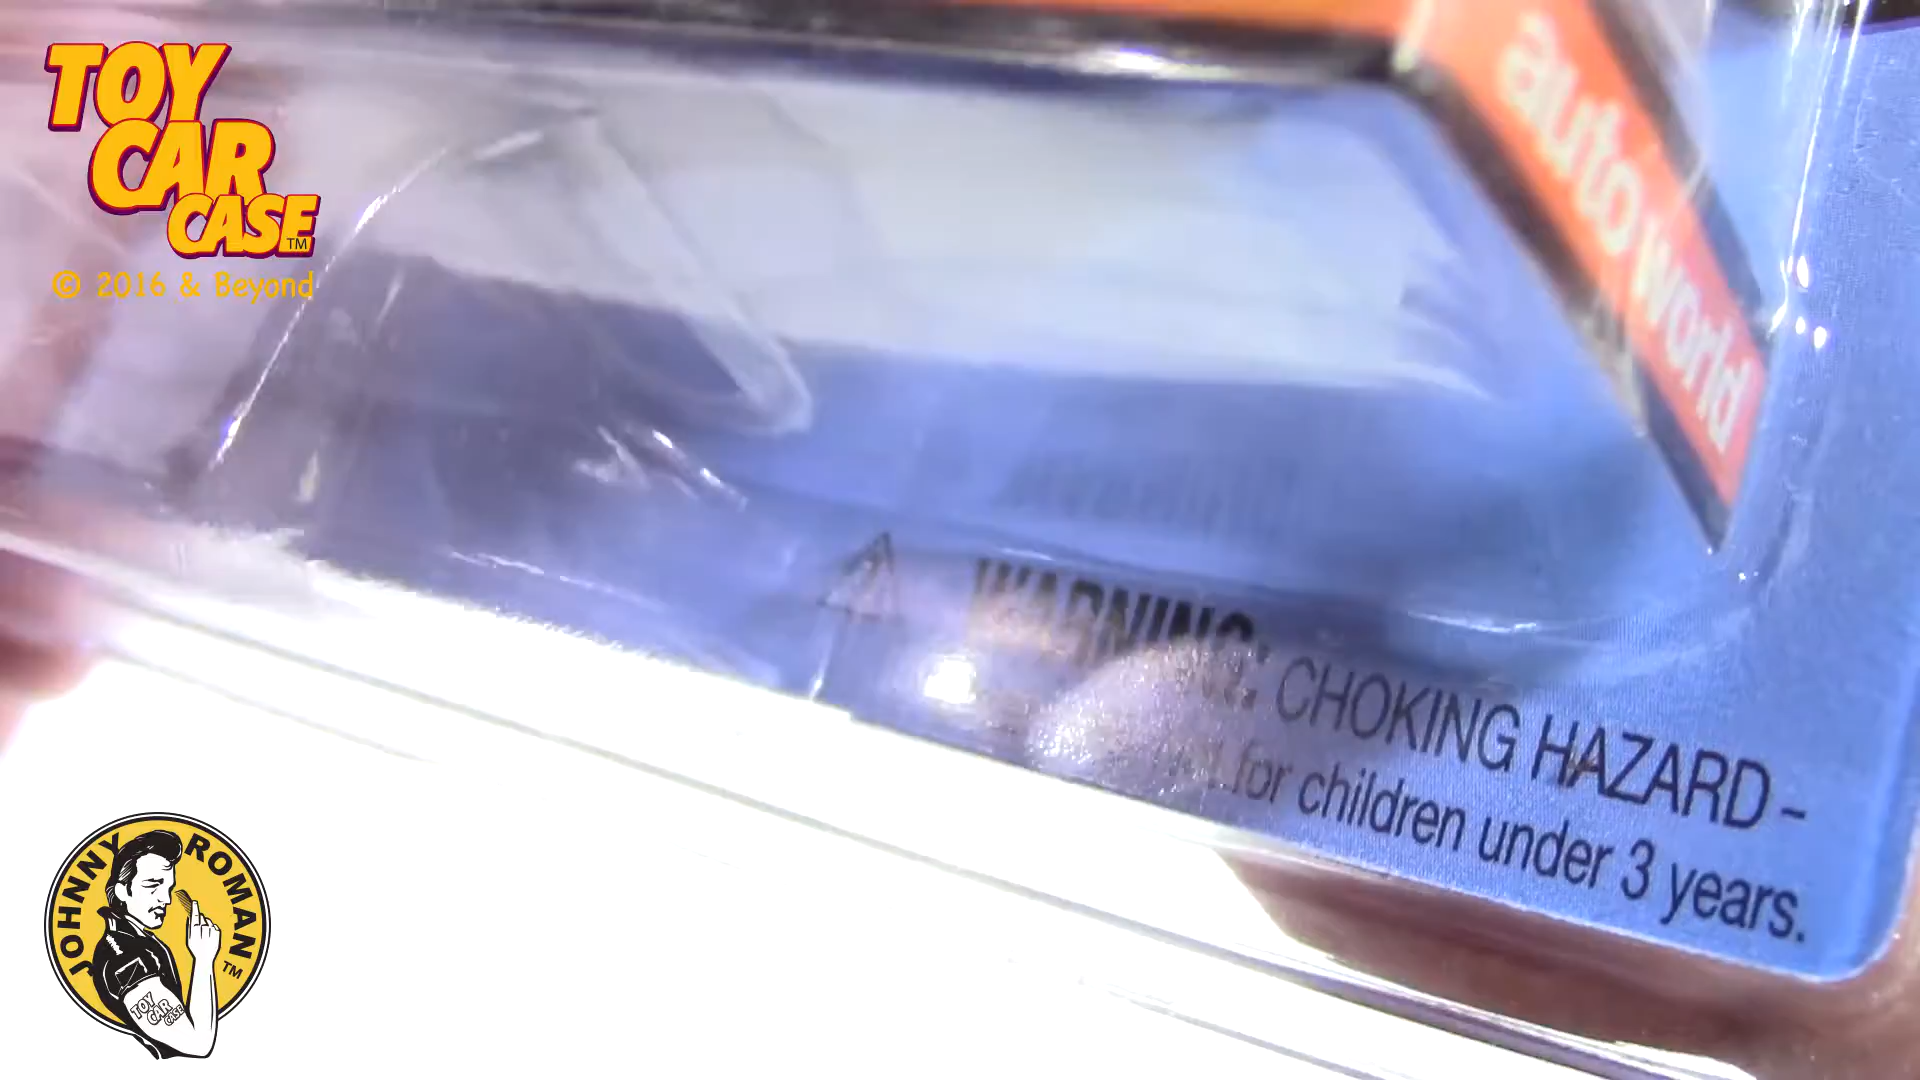 TOY
CAR
CASE
TM
© 2016 & Beyond
auto world
WARNING: CHOKING HAZARD –
for children under 3 years.
JOHNNY ROMAN
TM
TOY
CAR
CASE